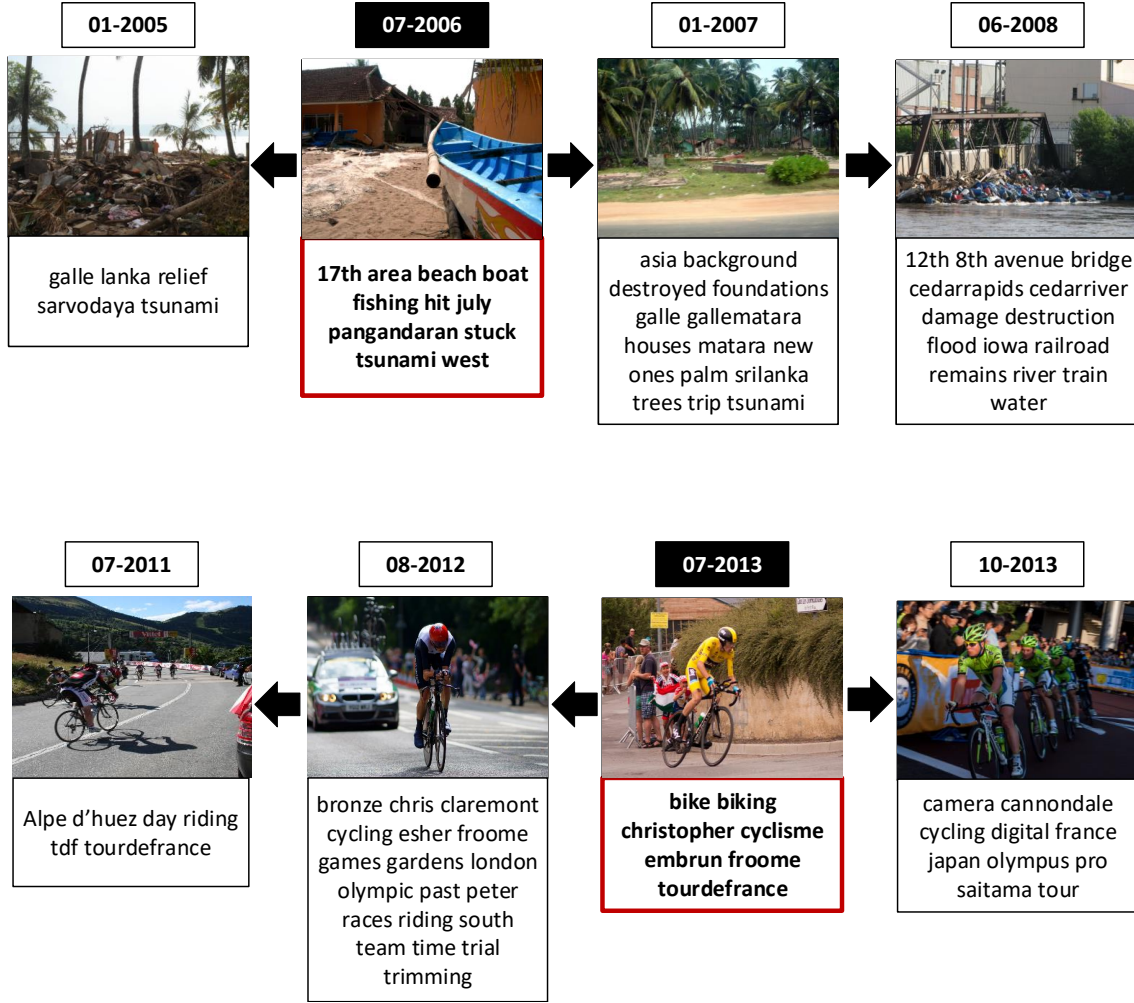 01-2005
07-2006
01-2007
06-2008
galle lanka relief
sarvodaya tsunami
17th area beach boat
fishing hit july
pangandaran stuck
tsunami west
asia background
destroyed foundations
galle gallematara
houses matara new
ones palm srilanka
trees trip tsunami
12th 8th avenue bridge
cedarrapids cedarriver
damage destruction
flood iowa railroad
remains river train
water
07-2011
08-2012
07-2013
10-2013
Alpe d’huez day riding
tdf tourdefrance
bronze chris claremont
cycling esher froome
games gardens london
olympic past peter
races riding south
team time trial
trimming
bike biking
christopher cyclisme
embrun froome
tourdefrance
camera cannondale
cycling digital france
japan olympus pro
saitama tour